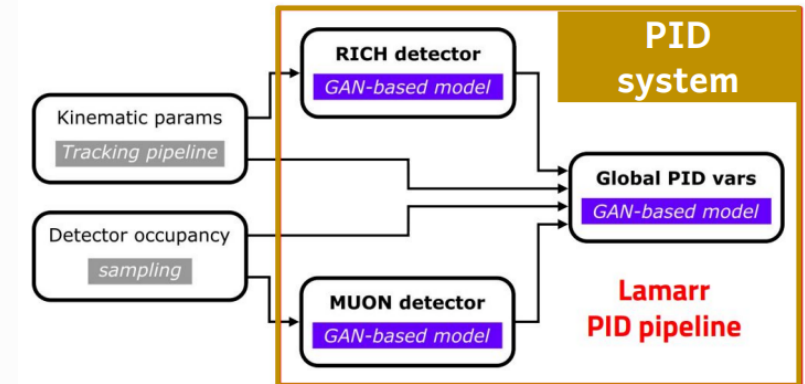 PID
system
RICH detector
GAN-based model
Kinematic params
Tracking pipeline
Global PID vars
GAN-based model
Detector occupancy
sampling
MUON detector
GAN-based model
Lamarr
PID pipeline